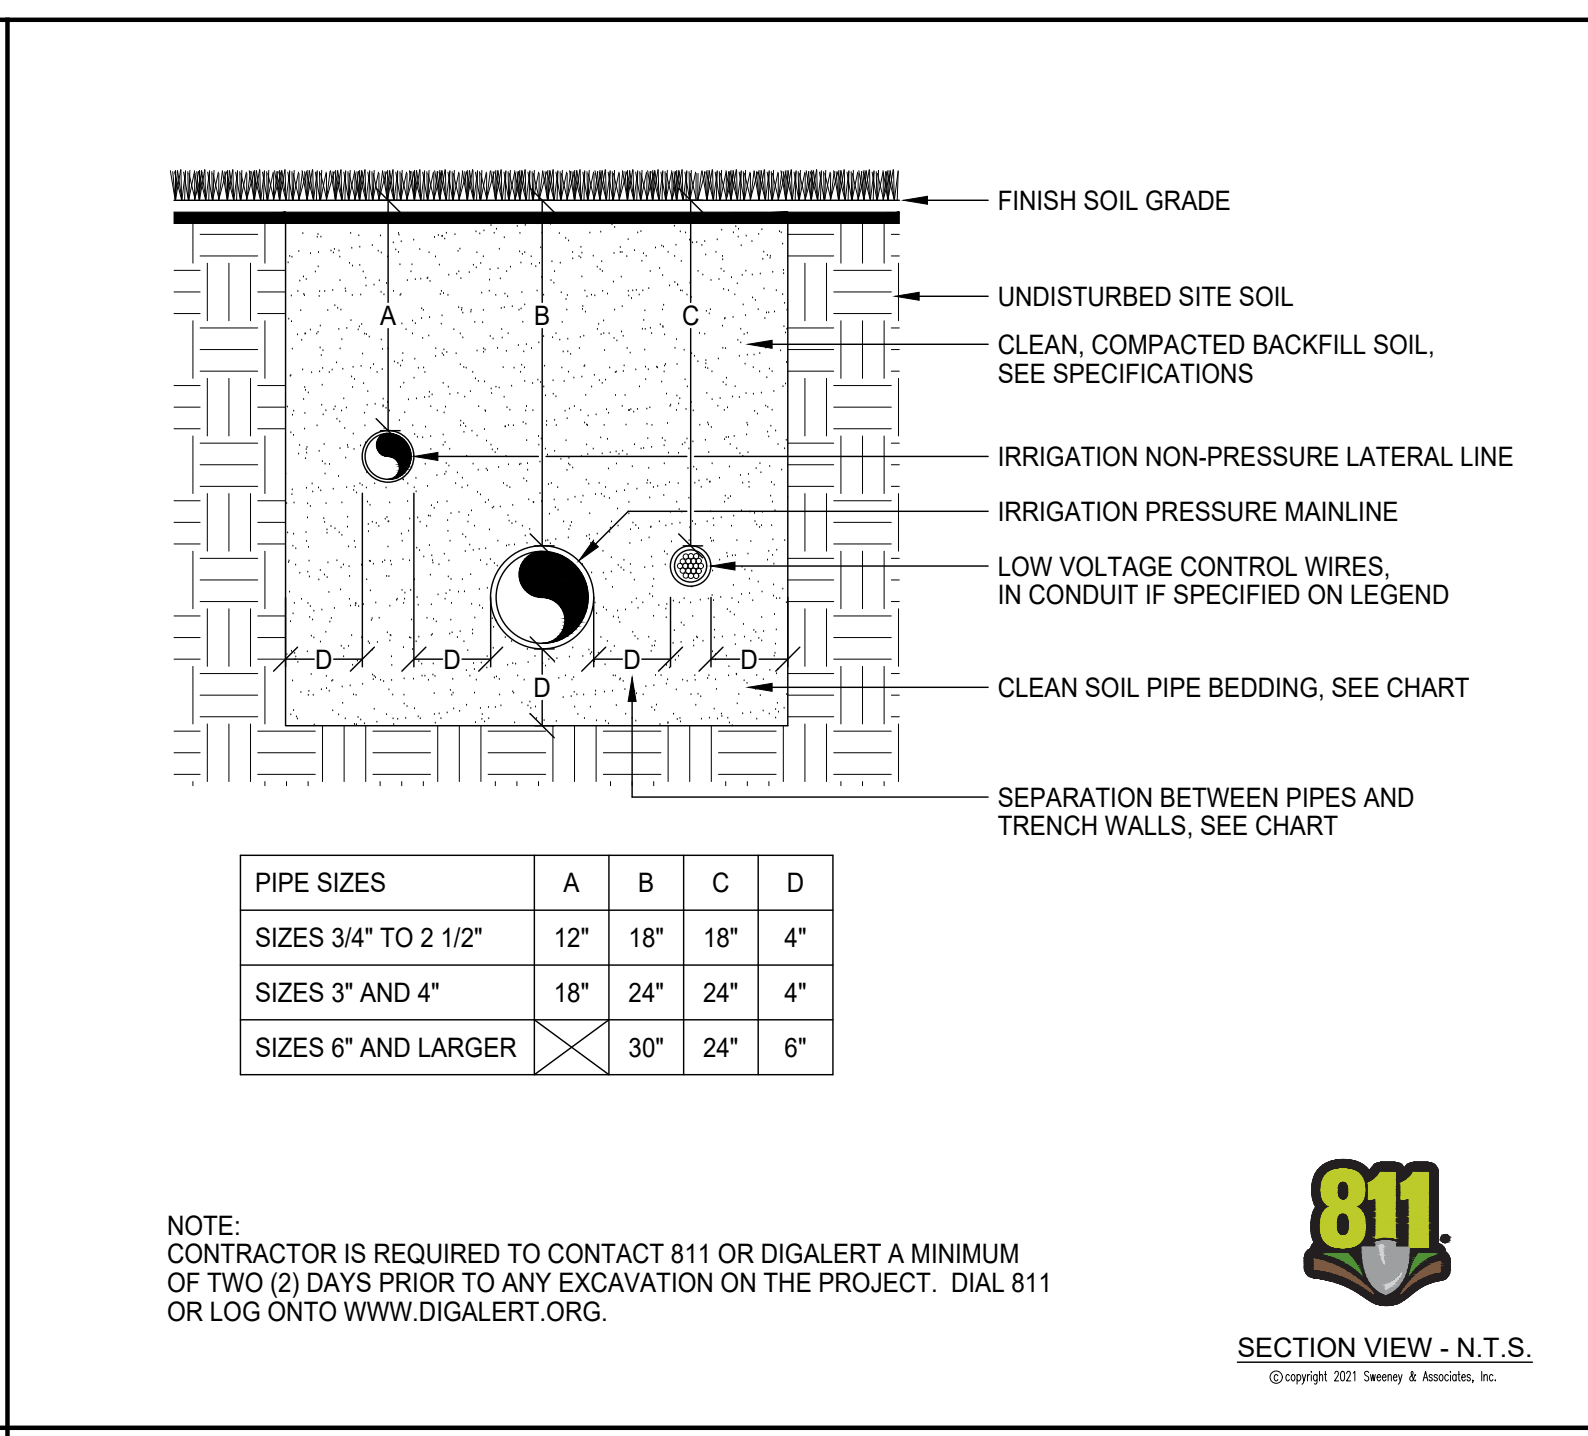 FINISH SOIL GRADE
UNDISTURBED SITE SOIL
A B C
CLEAN, COMPACTED BACKFILL SOIL,
SEE SPECIFICATIONS
IRRIGATION NON-PRESSURE LATERAL LINE
IRRIGATION PRESSURE MAINLINE
LOW VOLTAGE CONTROL WIRES,
IN CONDUIT IF SPECIFIED ON LEGEND
D D D D
D
CLEAN SOIL PIPE BEDDING, SEE CHART
SEPARATION BETWEEN PIPES AND
TRENCH WALLS, SEE CHART
PIPE SIZES A B C D
SIZES 3/4" TO 2 1/2" 12" 18" 18" 4"
SIZES 3" AND 4" 18" 24" 24" 4"
SIZES 6" AND LARGER 30" 24" 6"
NOTE:
CONTRACTOR IS REQUIRED TO CONTACT 811 OR DIGALERT A MINIMUM
OF TWO (2) DAYS PRIOR TO ANY EXCAVATION ON THE PROJECT. DIAL 811
OR LOG ONTO WWW.DIGALERT.ORG.
811
SECTION VIEW - N.T.S.
© copyright 2021 Sweeney & Associates, Inc.